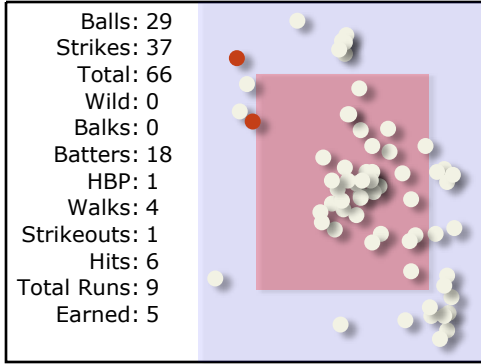 Balls: 29
Strikes: 37
Total: 66
Wild: 0
Balks: 0
Batters: 18
HBP: 1
Walks: 4
Strikeouts: 1
Hits: 6
Total Runs: 9
Earned: 5